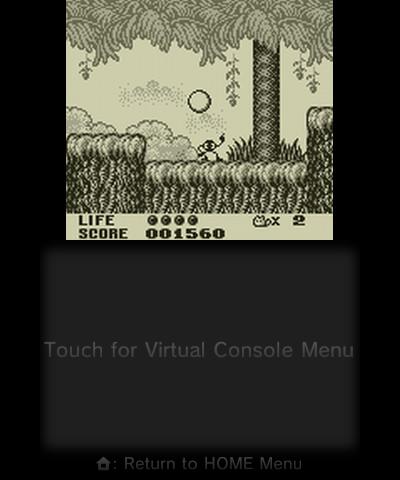 LIFE
x 2
SCORE 001560
Touch for Virtual Console Menu
: Return to HOME Menu